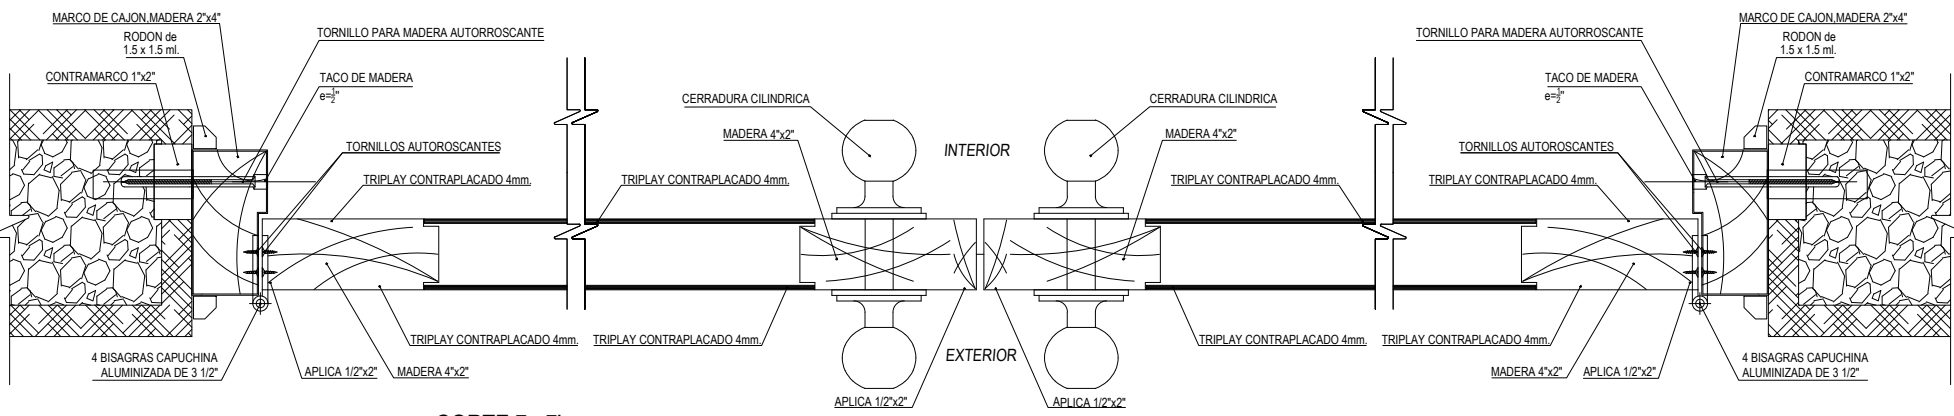 MARCO DE CAJON,MADERA 2"x4"
RODON de
1.5 x 1.5 ml.
CONTRAMARCO 1"x2"
TORNILLO PARA MADERA AUTORROSCANTE
TACO DE MADERA
e=1/2"
TORNILLOS AUTOROSCANTES
TRIPLAY CONTRAPLACADO 4mm.
TRIPLAY CONTRAPLACADO 4mm.
CERRADURA CILINDRICA
MADERA 4"x2"
INTERIOR
CERRADURA CILINDRICA
MADERA 4"x2"
TRIPLAY CONTRAPLACADO 4mm.
TORNILLO PARA MADERA AUTORROSCANTE
TACO DE MADERA
e=1/2"
TORNILLOS AUTOROSCANTES
TRIPLAY CONTRAPLACADO 4mm.
MARCO DE CAJON,MADERA 2"x4"
RODON de
1.5 x 1.5 ml.
CONTRAMARCO 1"x2"
4 BISAGRAS CAPUCHINA
ALUMINIZADA DE 3 1/2"
APLICA 1/2"x2"
MADERA 4"x2"
TRIPLAY CONTRAPLACADO 4mm.
TRIPLAY CONTRAPLACADO 4mm.
EXTERIOR
APLICA 1/2"x2"
APLICA 1/2"x2"
TRIPLAY CONTRAPLACADO 4mm.
TRIPLAY CONTRAPLACADO 4mm.
MADERA 4"x2"
APLICA 1/2"x2"
4 BISAGRAS CAPUCHINA
ALUMINIZADA DE 3 1/2"